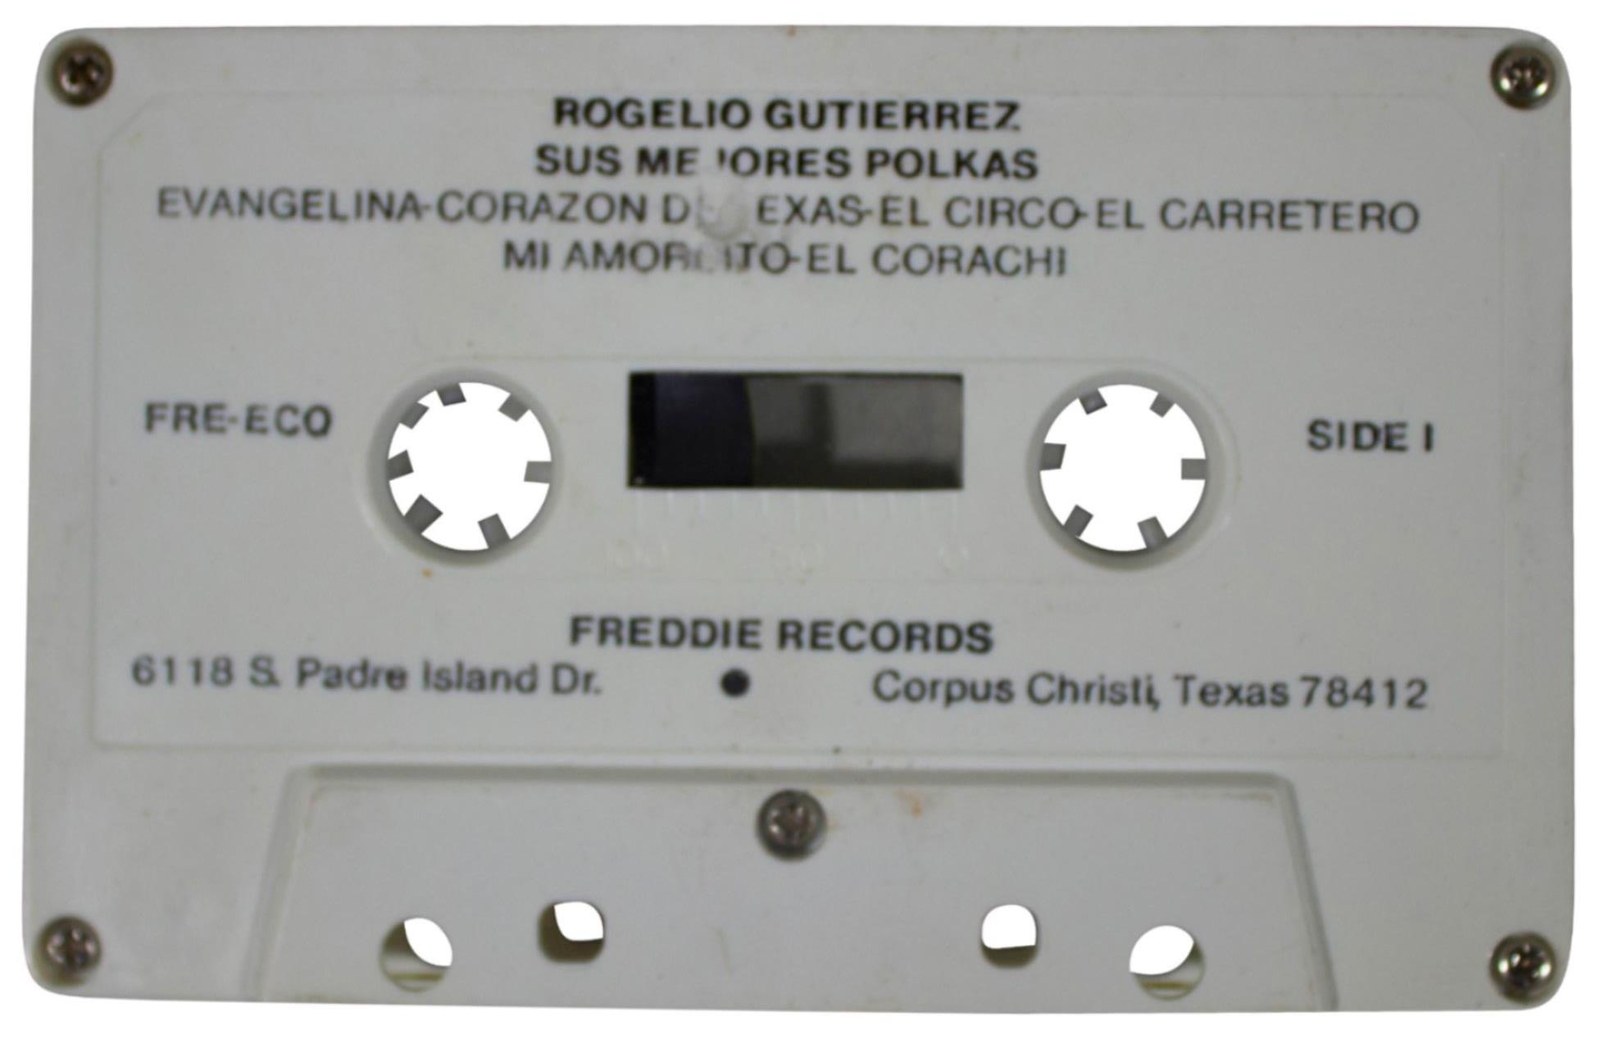 ROGELIO GUTIERREZ
SUS MEJORES POLKAS
EVANGELINA-CORAZON DE TEXAS-EL CIRCO-EL CARRETERO
MI AMORCITO-EL CORACHI
FRE-ECO
SIDE I
FREDDIE RECORDS
6118 S. Padre Island Dr. ● Corpus Christi, Texas 78412